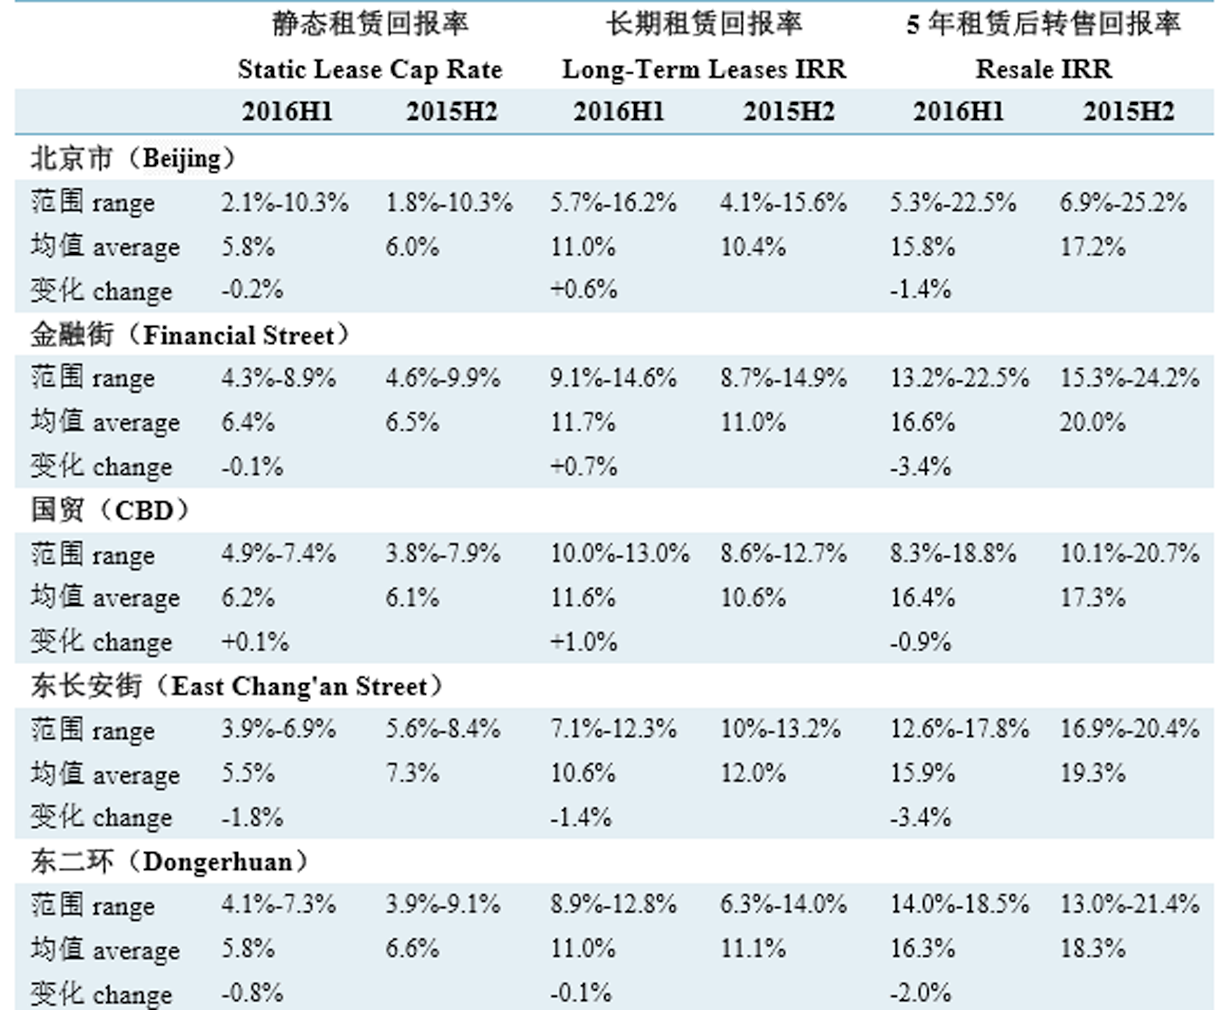 静态租赁回报率 长期租赁回报率 5 年租赁后转售回报率
Static Lease Cap Rate Long-Term Leases IRR Resale IRR
2016H1 2015H2 2016H1 2015H2 2016H1 2015H2
北京市（Beijing）
范围 range 2.1%-10.3% 1.8%-10.3% 5.7%-16.2% 4.1%-15.6% 5.3%-22.5% 6.9%-25.2%
均值 average 5.8% 6.0% 11.0% 10.4% 15.8% 17.2%
变化 change -0.2% +0.6% -1.4%
金融街（Financial Street）
范围 range 4.3%-8.9% 4.6%-9.9% 9.1%-14.6% 8.7%-14.9% 13.2%-22.5% 15.3%-24.2%
均值 average 6.4% 6.5% 11.7% 11.0% 16.6% 20.0%
变化 change -0.1% +0.7% -3.4%
国贸（CBD）
范围 range 4.9%-7.4% 3.8%-7.9% 10.0%-13.0% 8.6%-12.7% 8.3%-18.8% 10.1%-20.7%
均值 average 6.2% 6.1% 11.6% 10.6% 16.4% 17.3%
变化 change +0.1% +1.0% -0.9%
东长安街（East Chang'an Street）
范围 range 3.9%-6.9% 5.6%-8.4% 7.1%-12.3% 10%-13.2% 12.6%-17.8% 16.9%-20.4%
均值 average 5.5% 7.3% 10.6% 12.0% 15.9% 19.3%
变化 change -1.8% -1.4% -3.4%
东二环（Dongerhuan）
范围 range 4.1%-7.3% 3.9%-9.1% 8.9%-12.8% 6.3%-14.0% 14.0%-18.5% 13.0%-21.4%
均值 average 5.8% 6.6% 11.0% 11.1% 16.3% 18.3%
变化 change -0.8% -0.1% -2.0%